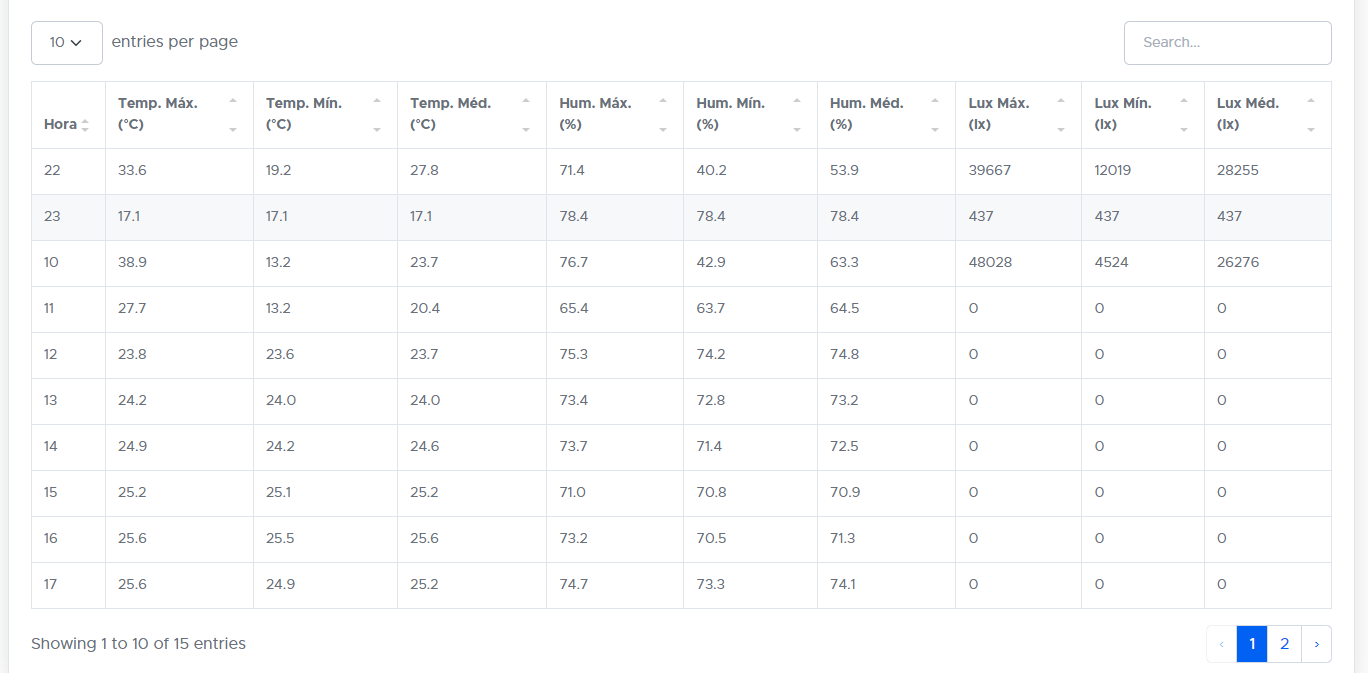 10 entries per page
Search...
Hora Temp. Máx. (°C) Temp. Mín. (°C) Temp. Méd. (°C) Hum. Máx. (%) Hum. Mín. (%) Hum. Méd. (%) Lux Máx. (lx) Lux Mín. (lx) Lux Méd. (lx)
22 33.6 19.2 27.8 71.4 40.2 53.9 39667 12019 28255
23 17.1 17.1 17.1 78.4 78.4 78.4 437 437 437
10 38.9 13.2 23.7 76.7 42.9 63.3 48028 4524 26276
11 27.7 13.2 20.4 65.4 63.7 64.5 0 0 0
12 23.8 23.6 23.7 75.3 74.2 74.8 0 0 0
13 24.2 24.0 24.0 73.4 72.8 73.2 0 0 0
14 24.9 24.2 24.6 73.7 71.4 72.5 0 0 0
15 25.2 25.1 25.2 71.0 70.8 70.9 0 0 0
16 25.6 25.5 25.6 73.2 70.5 71.3 0 0 0
17 25.6 24.9 25.2 74.7 73.3 74.1 0 0 0
Showing 1 to 10 of 15 entries
‹ 1 2 ›